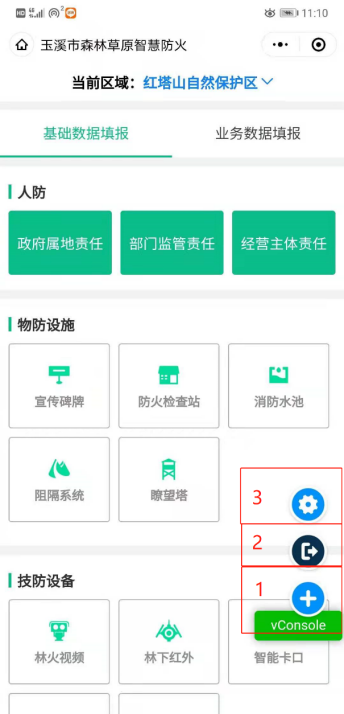 HD 2 11:10
玉溪市森林草原智慧防火
当前区域：红塔山自然保护区
基础数据填报 业务数据填报
人防
政府属地责任 部门监管责任 经营主体责任
物防设施
宣传碑牌 防火检查站 消防水池
阻隔系统 瞭望塔
3
2
技防设备
1
vConsole
林火视频 林下红外 智能卡口